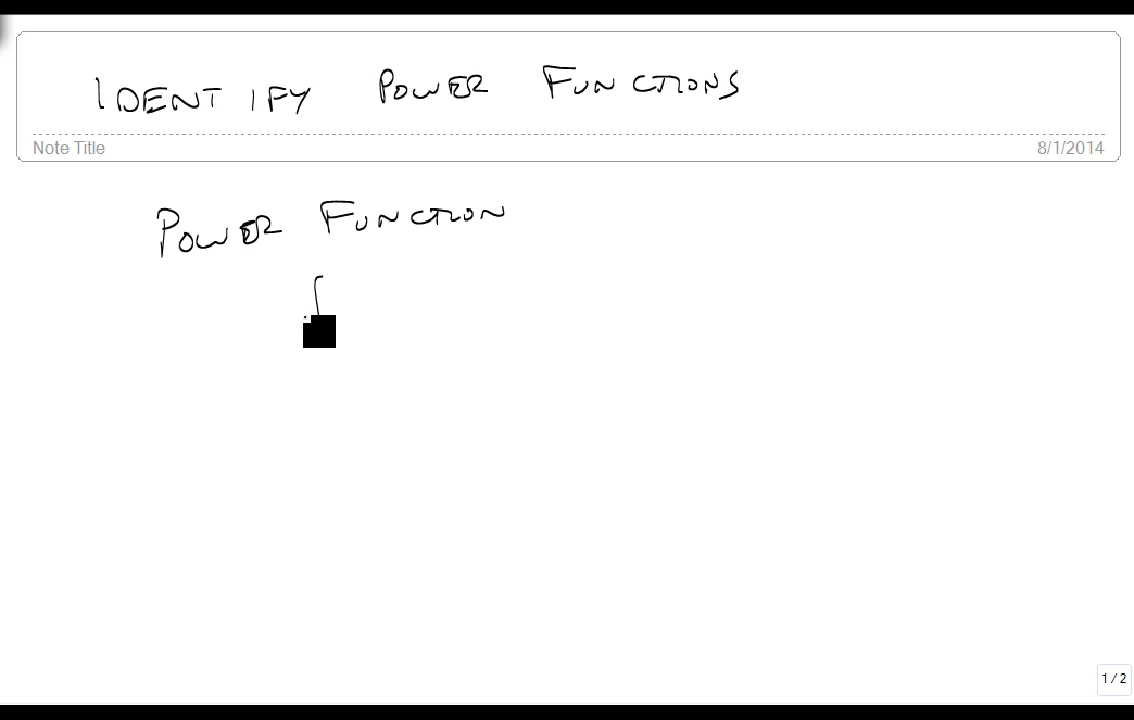 IDENTIFY POWER FUNCTIONS
Note Title
8/1/2014
POWER FUNCTION
f
1/2